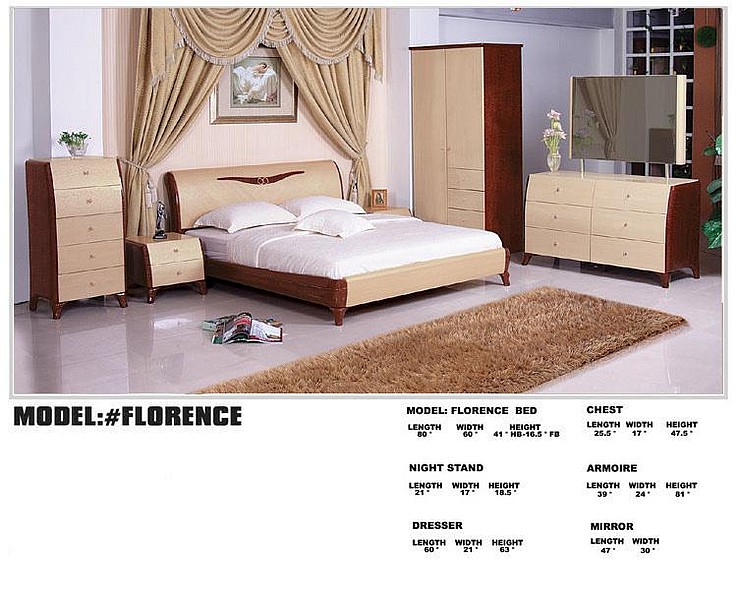 MODEL:#FLORENCE
MODEL: FLORENCE BED
LENGTH WIDTH HEIGHT
80" 60" 41" HB-16.5" FB
CHEST
LENGTH WIDTH HEIGHT
25.5" 17" 47.5"
NIGHT STAND
LENGTH WIDTH HEIGHT
21" 17" 18.5"
ARMOIRE
LENGTH WIDTH HEIGHT
39" 24" 81"
DRESSER
LENGTH WIDTH HEIGHT
60" 21" 63"
MIRROR
LENGTH WIDTH
47" 30"